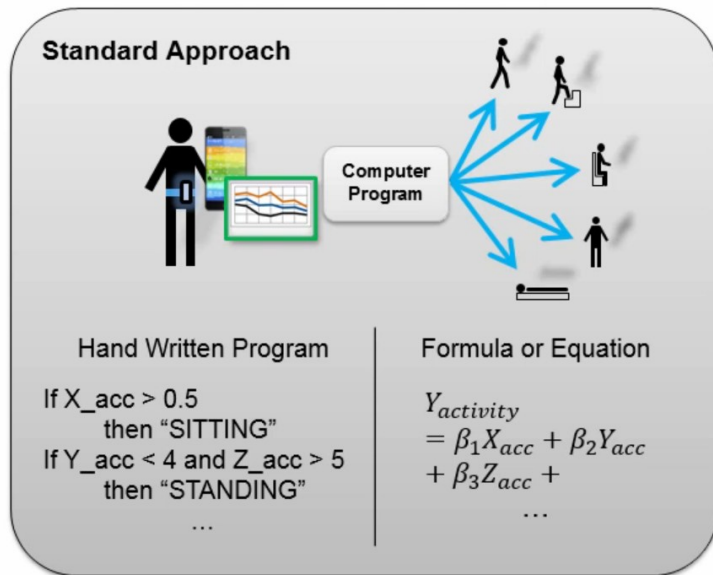 Standard Approach
Computer
Program
Hand Written Program
If X_acc > 0.5
then “SITTING”
If Y_acc < 4 and Z_acc > 5
then “STANDING”
…
Formula or Equation
Y_activity
= β₁X_acc + β₂Y_acc
+ β₃Z_acc +
…